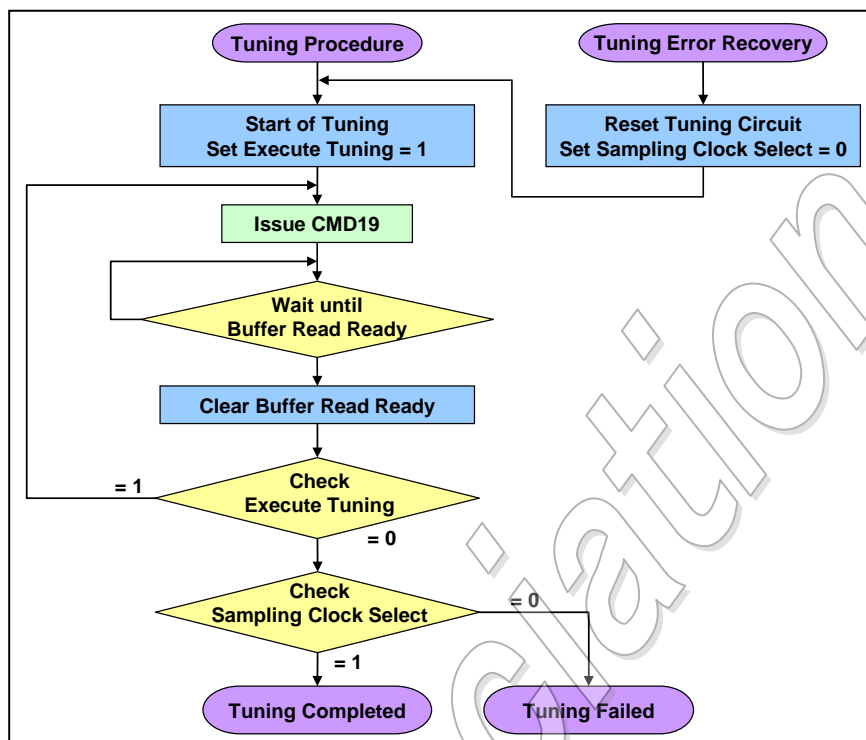 Tuning Procedure
Tuning Error Recovery
Start of Tuning
Set Execute Tuning = 1
Reset Tuning Circuit
Set Sampling Clock Select = 0
Issue CMD19
Wait until
Buffer Read Ready
Clear Buffer Read Ready
Check
Execute Tuning
= 1
= 0
Check
Sampling Clock Select
= 0
= 1
Tuning Completed
Tuning Failed
ciation